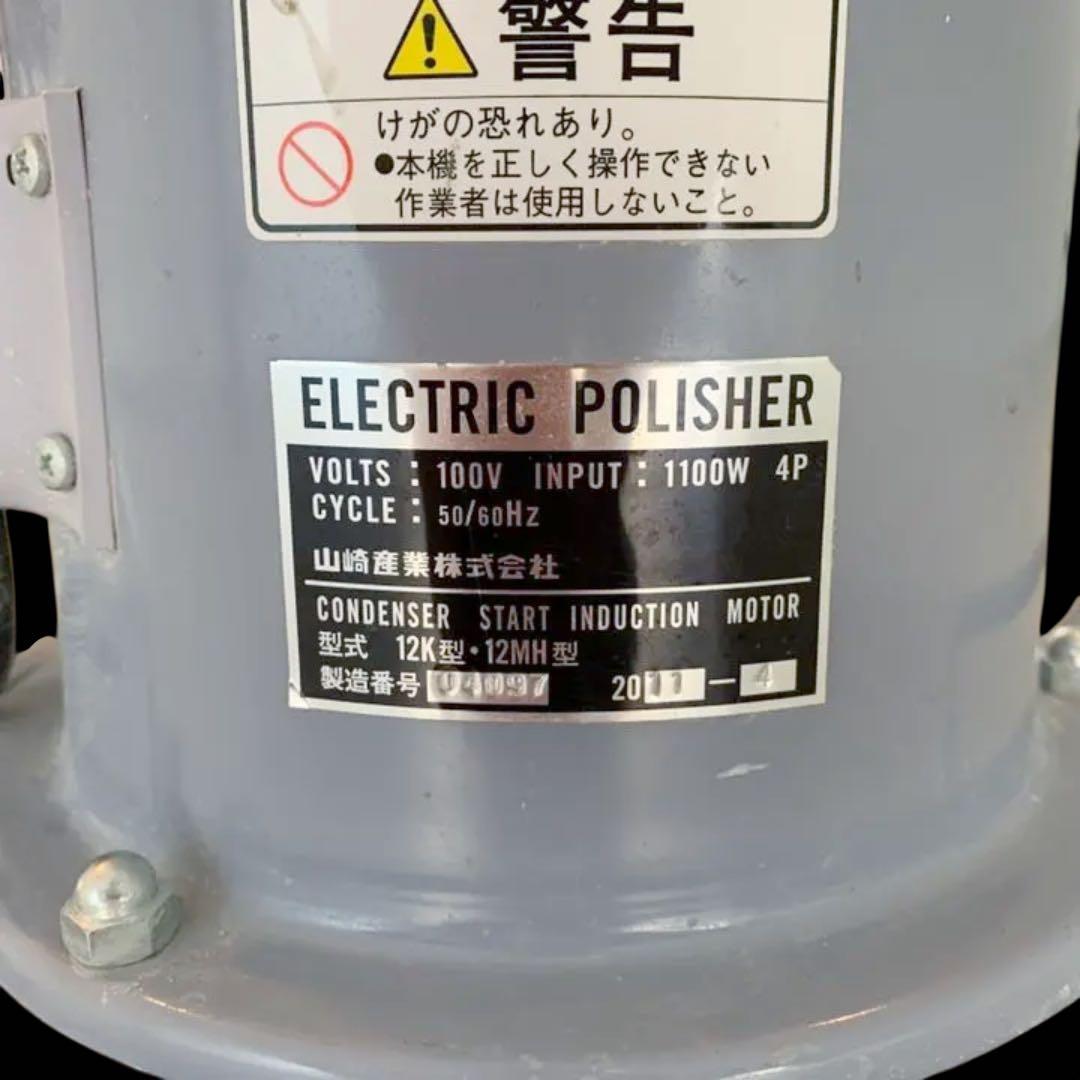 警告
けがの恐れあり。
●本機を正しく操作できない
作業者は使用しないこと。
ELECTRIC POLISHER
VOLTS : 100V INPUT : 1100W 4P
CYCLE : 50/60Hz
山崎産業株式会社
CONDENSER START INDUCTION MOTOR
型式 12K型・12MH型
製造番号 2011-4